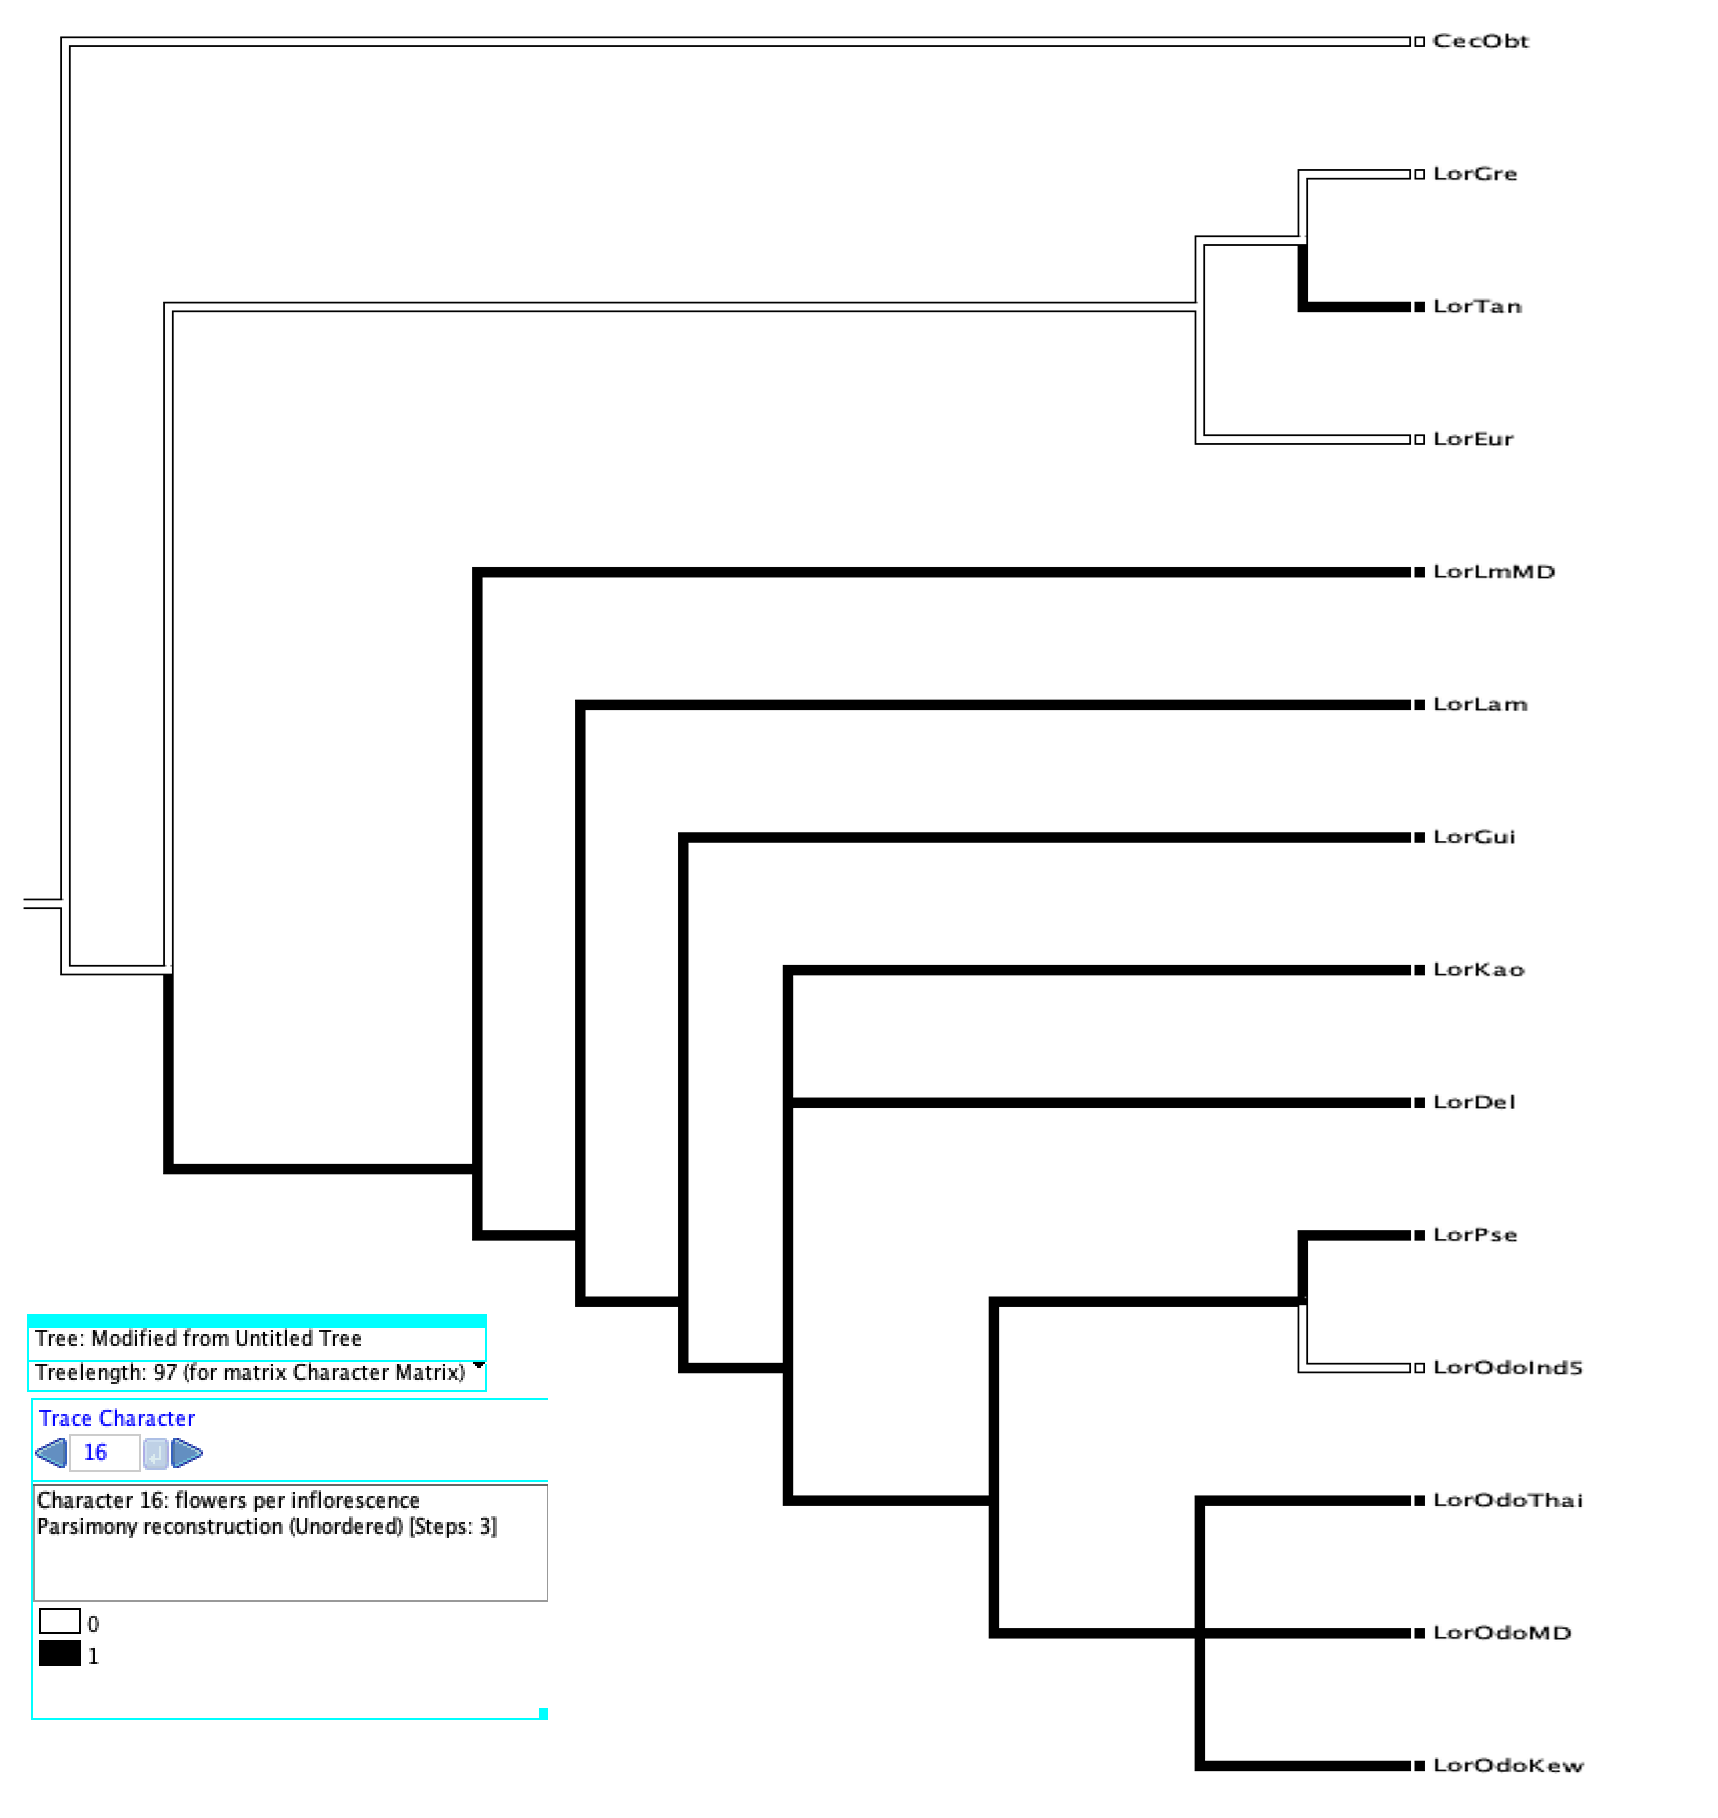 CecObt
LorGre
LorTan
LorEur
LorLmMD
LorLam
LorGui
LorKao
LorDel
LorPse
LorOdoIndS
LorOdoThai
LorOdoMD
LorOdoKew
Tree: Modified from Untitled Tree
Treelength: 97 (for matrix Character Matrix)
Trace Character
16
Character 16: flowers per inflorescence
Parsimony reconstruction (Unordered) [Steps: 3]
0
1